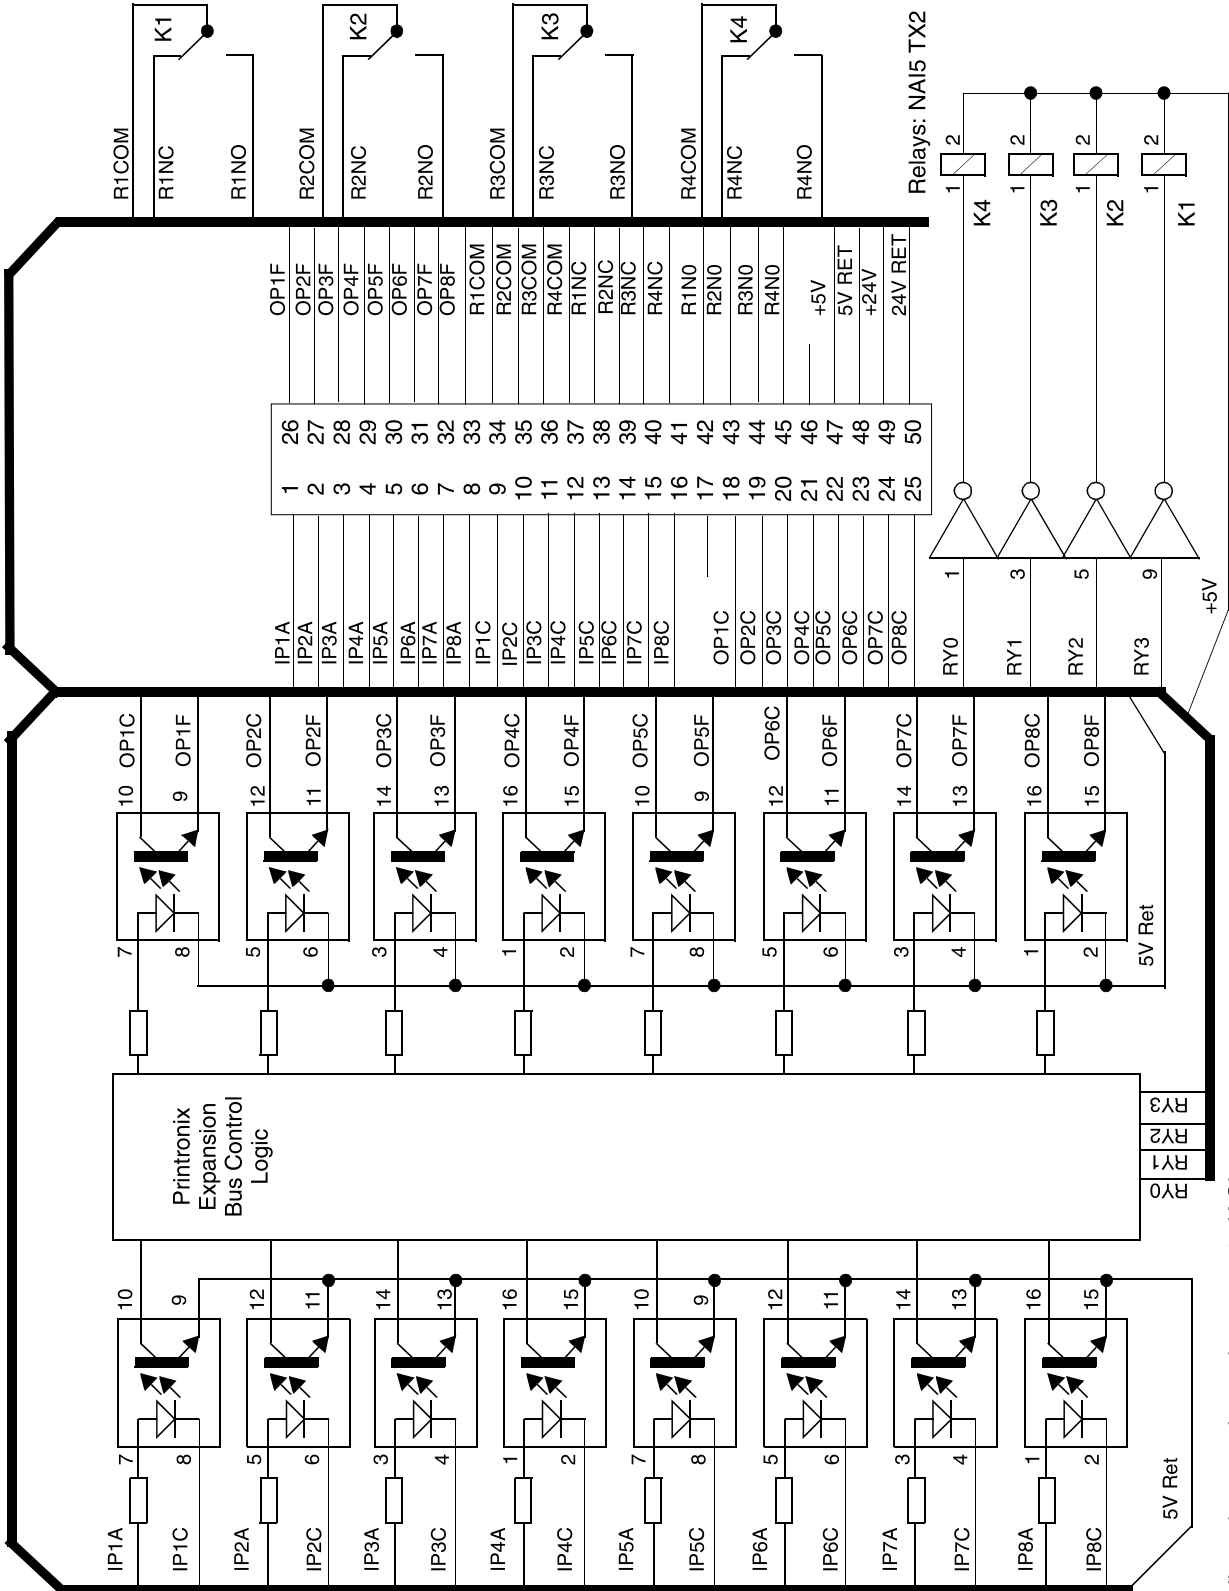 K1
K2
K3
K4
R1COM
R1NC
R1NO
R2COM
R2NC
R2NO
R3COM
R3NC
R3NO
R4COM
R4NC
R4NO
Relays: NAI5 TX2
1 2
K4
1 2
K3
1 2
K2
1 2
K1
OP1F
OP2F
OP3F
OP4F
OP5F
OP6F
OP7F
OP8F
R1COM
R2COM
R3COM
R4COM
R1NC
R2NC
R3NC
R4NC
R1N0
R2N0
R3N0
R4N0
+5V
5V RET
+24V
24V RET
1 26
2 27
3 28
4 29
5 30
6 31
7 32
8 33
9 34
10 35
11 36
12 37
13 38
14 39
15 40
16 41
17 42
18 43
19 44
20 45
21 46
22 47
23 48
24 49
25 50
IP1A
IP2A
IP3A
IP4A
IP5A
IP6A
IP7A
IP8A
IP1C
IP2C
IP3C
IP4C
IP5C
IP6C
IP7C
IP8C
OP1C
OP2C
OP3C
OP4C
OP5C
OP6C
OP7C
OP8C
RY0 1
RY1 3
RY2 5
RY3 9
+5V
10 OP1C
9 OP1F
12 OP2C
11 OP2F
14 OP3C
13 OP3F
16 OP4C
15 OP4F
10 OP5C
9 OP5F
12 OP6C
11 OP6F
14 OP7C
13 OP7F
16 OP8C
15 OP8F
7
8
5
6
3
4
1
2
7
8
5
6
3
4
1
2
5V Ret
Printronix
Expansion
Bus Control
Logic
RY3
RY2
RY1
RY0
10
9
12
11
14
13
16
15
10
9
12
11
14
13
16
15
IP1A 7
IP1C 8
IP2A 5
IP2C 6
IP3A 3
IP3C 4
IP4A 1
IP4C 2
IP5A 7
IP5C 8
IP6A 5
IP6C 6
IP7A 3
IP7C 4
IP8A 1
IP8C 2
5V Ret